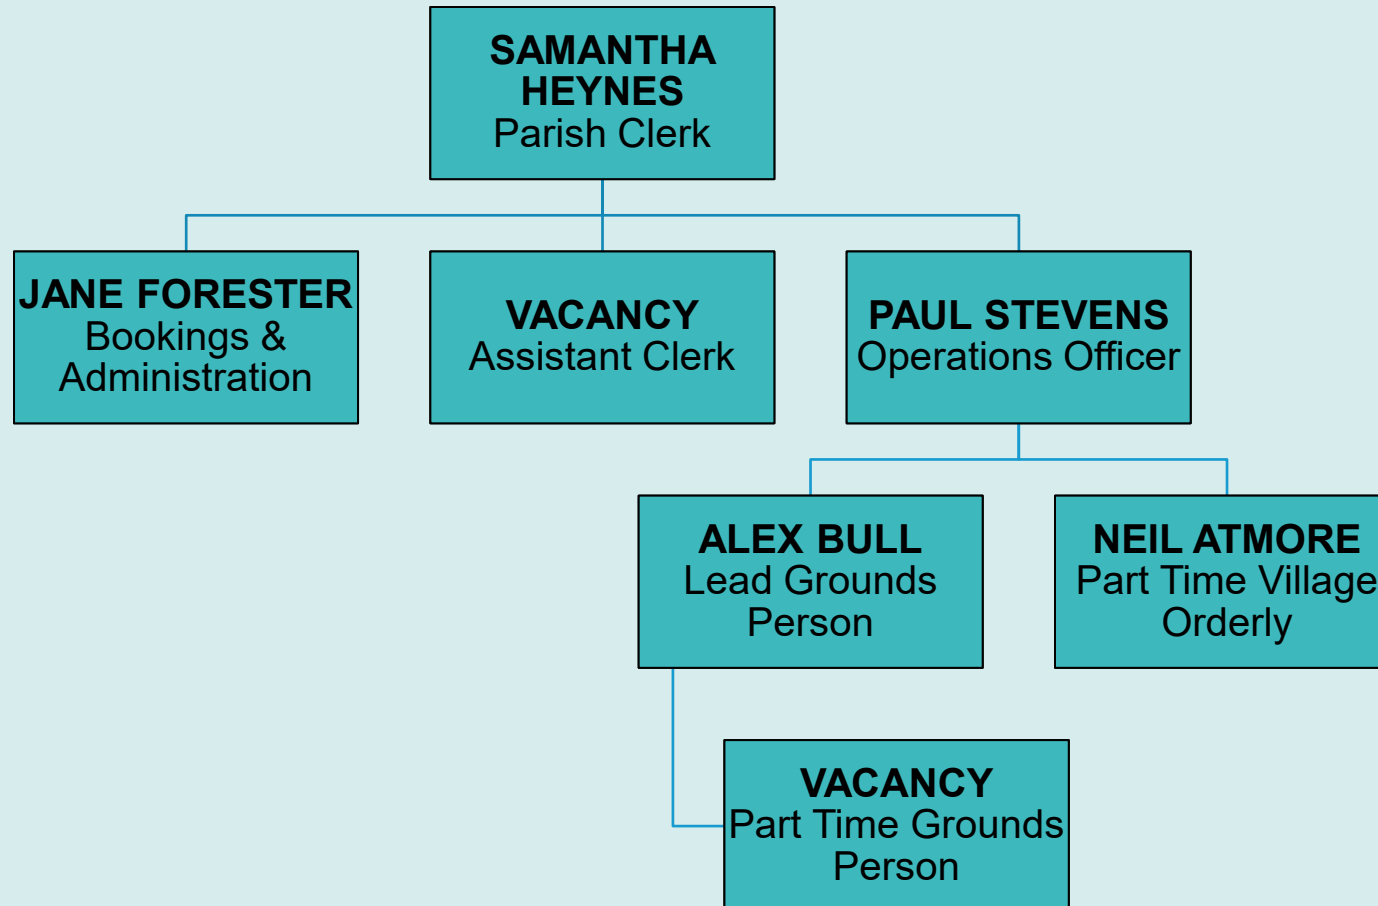 SAMANTHA
HEYNES
Parish Clerk
JANE FORESTER
Bookings &
Administration
VACANCY
Assistant Clerk
PAUL STEVENS
Operations Officer
ALEX BULL
Lead Grounds
Person
NEIL ATMORE
Part Time Village
Orderly
VACANCY
Part Time Grounds
Person